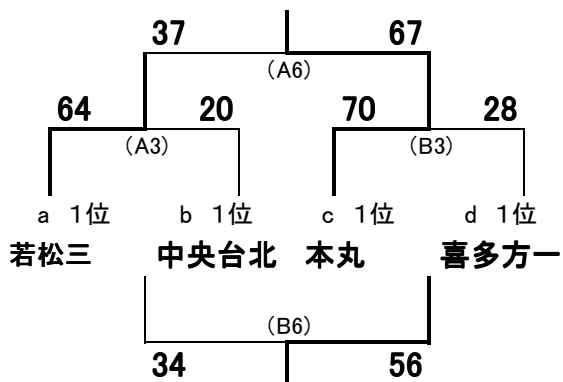 37 67
（A6）
64 20 70 28
（A3） （B3）
a 1位 b 1位 c 1位 d 1位
若松三 中央台北 本丸 喜多方一
（B6）
34 56